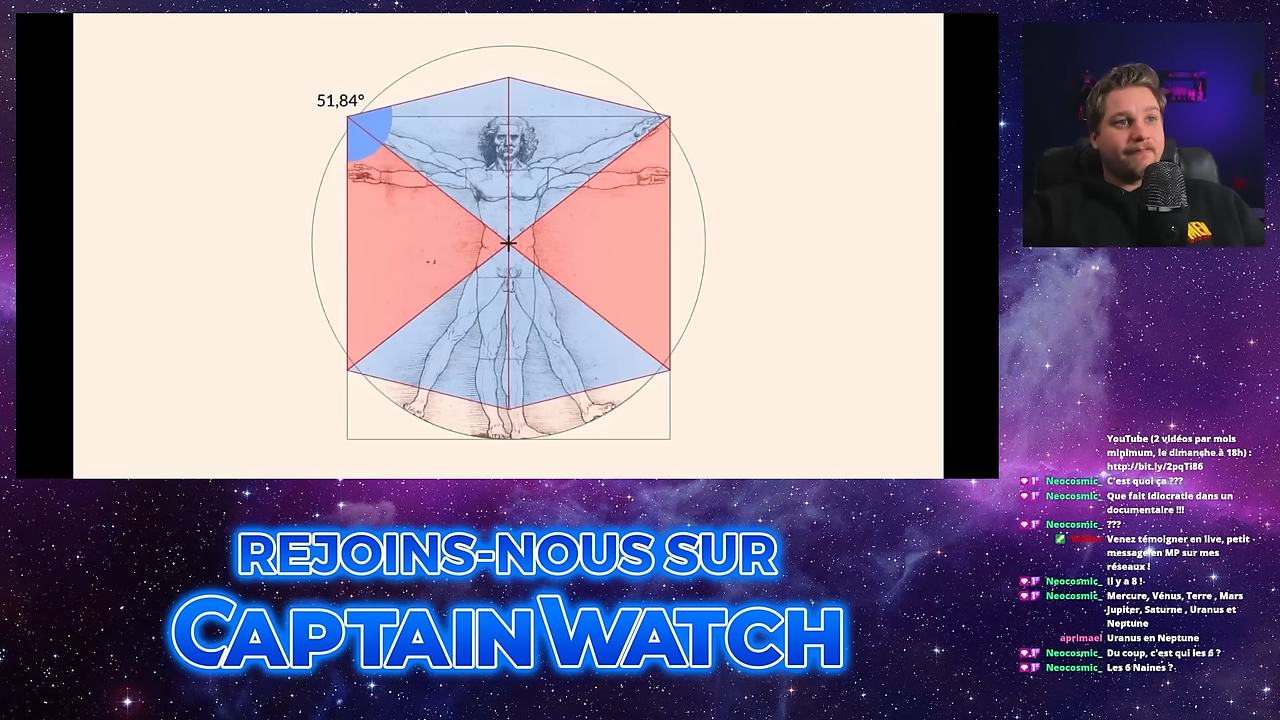 51,84°
REJOINS-NOUS SUR
CAPTAINWATCH
YouTube (2 vidéos par mois
minimum, le dimanche à 18h) :
http://bit.ly/2pqTi86
Neocosmic_ C'est quoi ça ???
Neocosmic_ Que fait Idiocratie dans un
documentaire !!!
Neocosmic_ ???
Venez témoigner en live, petit
message en MP sur mes
réseaux !
Neocosmic_ Il y a 8 !
Neocosmic_ Mercure, Vénus, Terre , Mars
Jupiter, Saturne , Uranus et
Neptune
aprimael Uranus en Neptune
Neocosmic_ Du coup, c'est qui les 6 ?
Neocosmic_ Les 6 Naines ?